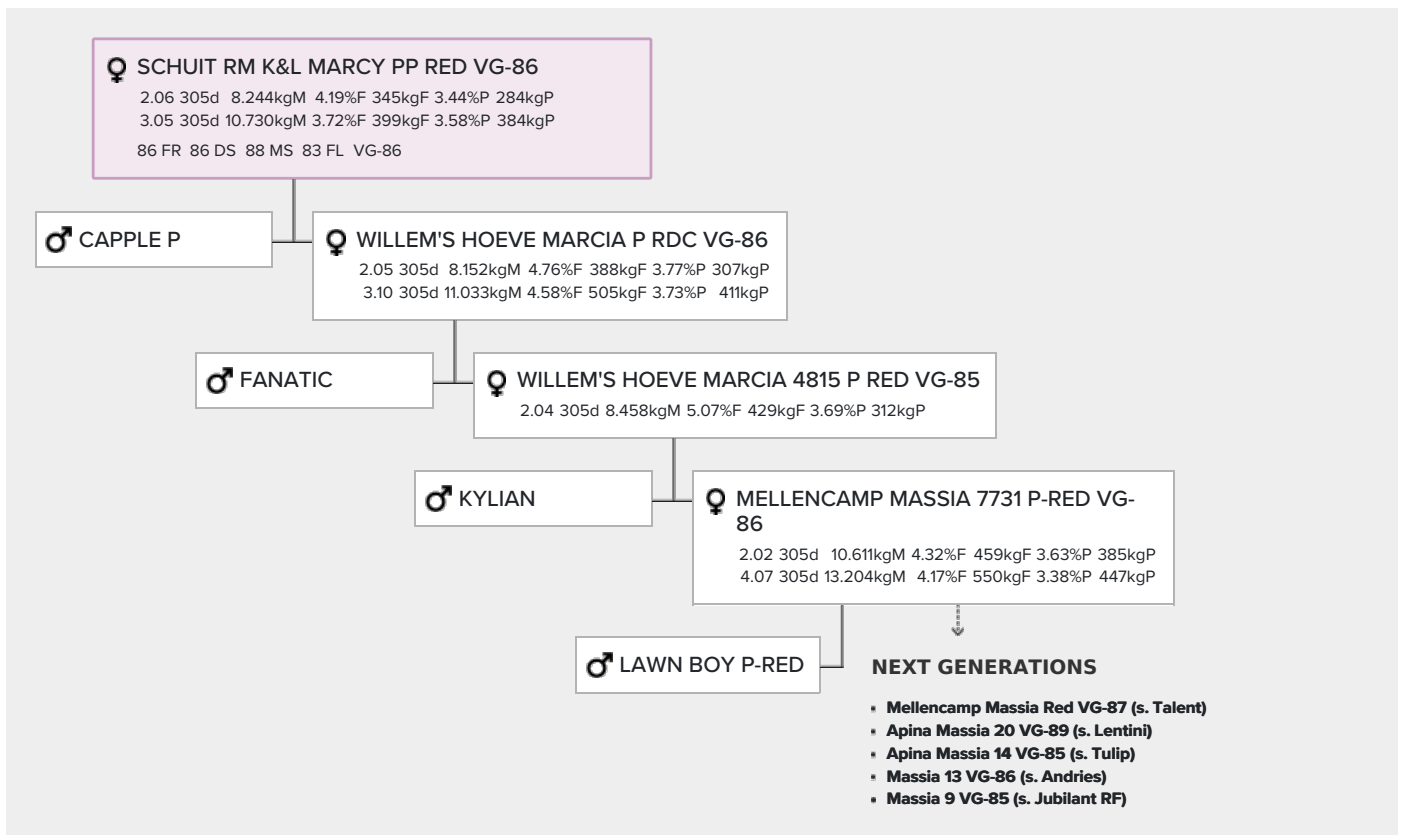 SCHUIT RM K&L MARCY PP RED VG-86
2.06 305d 8.244kgM 4.19%F 345kgF 3.44%P 284kgP
3.05 305d 10.730kgM 3.72%F 399kgF 3.58%P 384kgP
86 FR 86 DS 88 MS 83 FL VG-86
CAPPLE P
WILLEM'S HOEVE MARCIA P RDC VG-86
2.05 305d 8.152kgM 4.76%F 388kgF 3.77%P 307kgP
3.10 305d 11.033kgM 4.58%F 505kgF 3.73%P 411kgP
FANATIC
WILLEM'S HOEVE MARCIA 4815 P RED VG-85
2.04 305d 8.458kgM 5.07%F 429kgF 3.69%P 312kgP
KYLIAN
MELLENCAMP MASSIA 7731 P-RED VG-
86
2.02 305d 10.611kgM 4.32%F 459kgF 3.63%P 385kgP
4.07 305d 13.204kgM 4.17%F 550kgF 3.38%P 447kgP
LAWN BOY P-RED
NEXT GENERATIONS
Mellencamp Massia Red VG-87 (s. Talent)
Apina Massia 20 VG-89 (s. Lentini)
Apina Massia 14 VG-85 (s. Tulip)
Massia 13 VG-86 (s. Andries)
Massia 9 VG-85 (s. Jubilant RF)